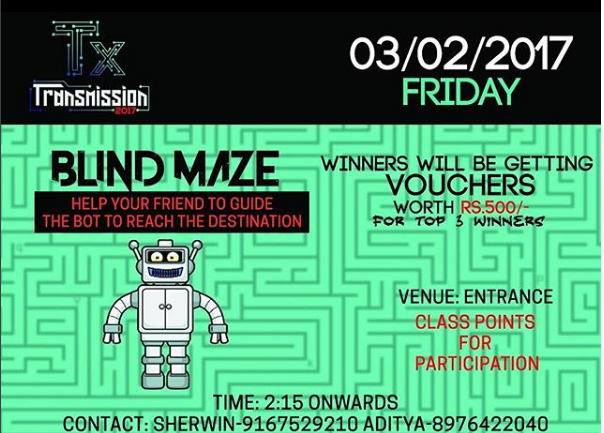 Tx
Transmission
2017
03/02/2017
FRIDAY
BLIND MAZE
HELP YOUR FRIEND TO GUIDE
THE BOT TO REACH THE DESTINATION
WINNERS WILL BE GETTING
VOUCHERS
WORTH RS.500/-
FOR TOP 3 WINNERS
VENUE: ENTRANCE
CLASS POINTS
FOR
PARTICIPATION
TIME: 2:15 ONWARDS
CONTACT: SHERWIN-9167529210 ADITYA-8976422040